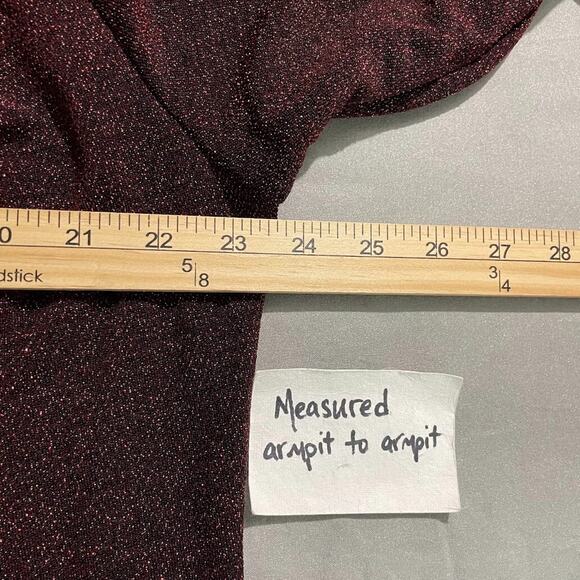 0 21 22 23 24 25 26 27 28
dstick 5/8 3/4
Measured
armpit to armpit